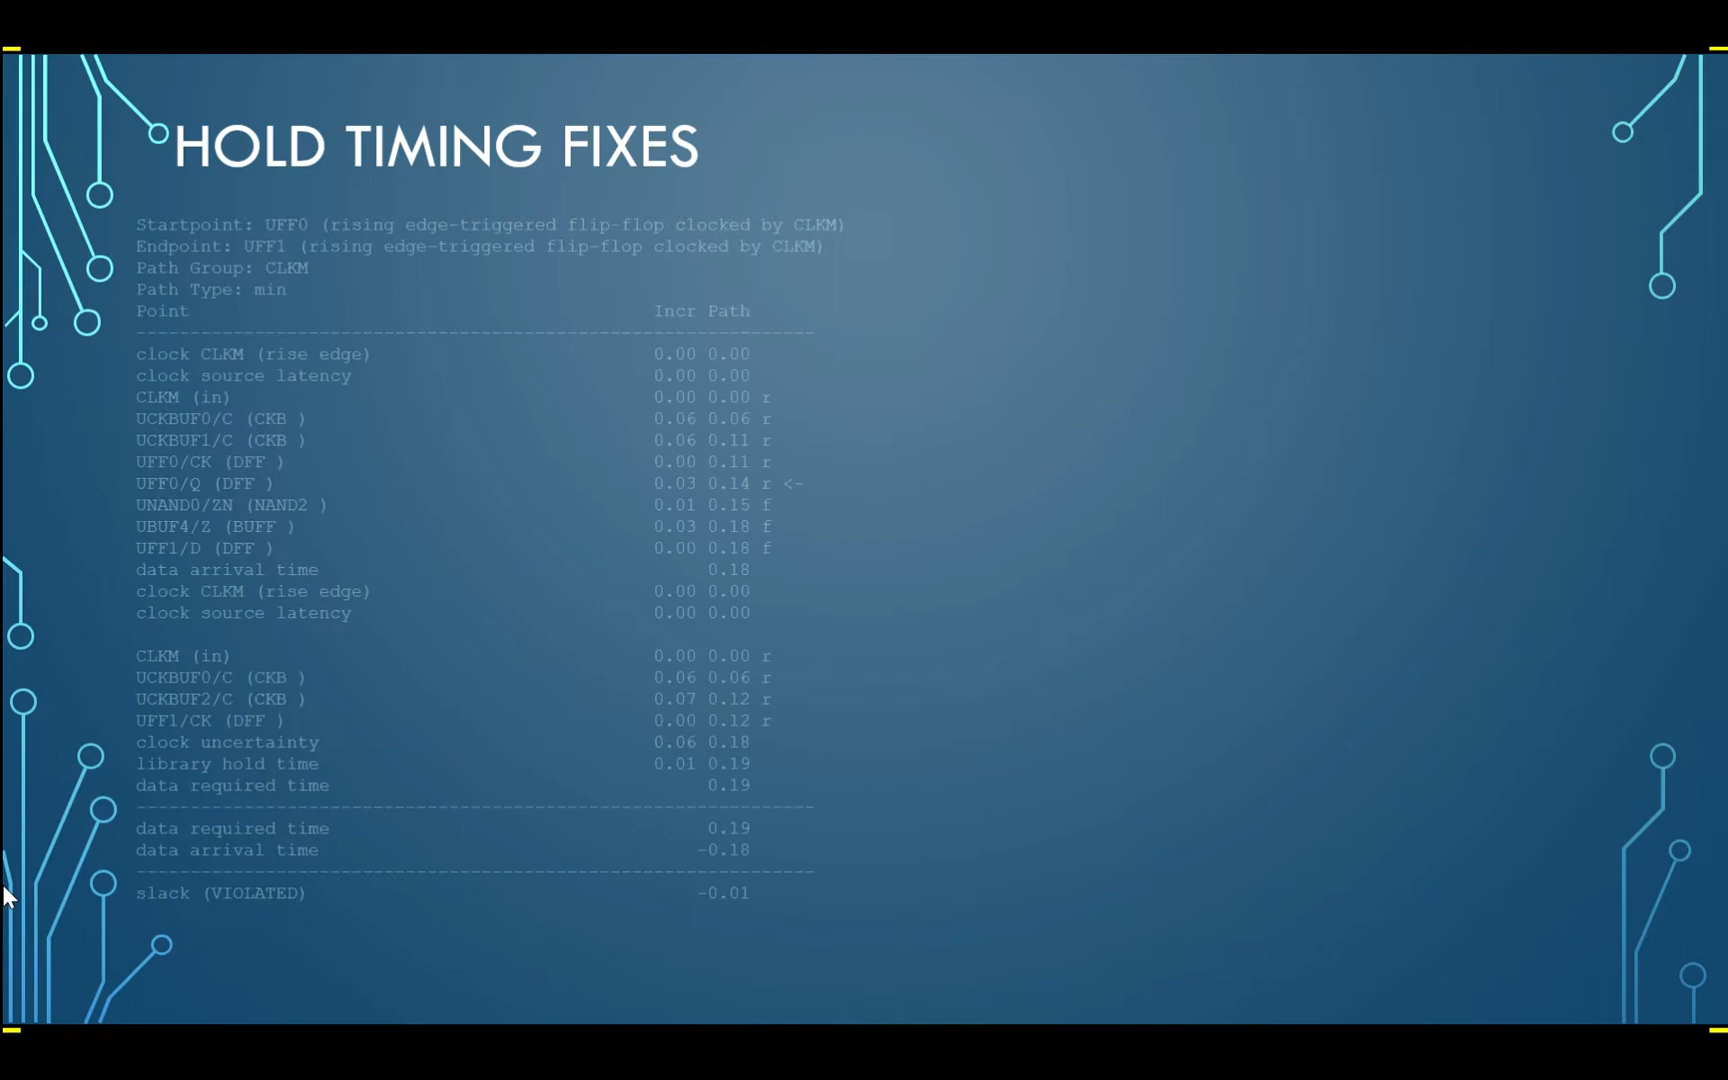 HOLD TIMING FIXES
Startpoint: UFF0 (rising edge-triggered flip-flop clocked by CLKM)
Endpoint: UFF1 (rising edge-triggered flip-flop clocked by CLKM)
Path Group: CLKM
Path Type: min
Point Incr Path
---------------------------------------------------------------
clock CLKM (rise edge) 0.00 0.00
clock source latency 0.00 0.00
CLKM (in) 0.00 0.00 r
UCKBUF0/C (CKB ) 0.06 0.06 r
UCKBUF1/C (CKB ) 0.06 0.11 r
UFF0/CK (DFF ) 0.00 0.11 r
UFF0/Q (DFF ) 0.03 0.14 r <-
UNAND0/ZN (NAND2 ) 0.01 0.15 f
UBUF4/Z (BUFF ) 0.03 0.18 f
UFF1/D (DFF ) 0.00 0.18 f
data arrival time 0.18
clock CLKM (rise edge) 0.00 0.00
clock source latency 0.00 0.00
CLKM (in) 0.00 0.00 r
UCKBUF0/C (CKB ) 0.06 0.06 r
UCKBUF2/C (CKB ) 0.07 0.12 r
UFF1/CK (DFF ) 0.00 0.12 r
clock uncertainty 0.06 0.18
library hold time 0.01 0.19
data required time 0.19
---------------------------------------------------------------
data required time 0.19
data arrival time -0.18
---------------------------------------------------------------
slack (VIOLATED) -0.01